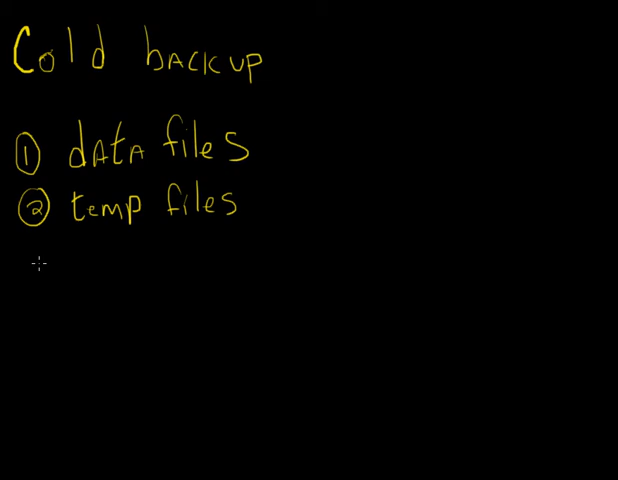 Cold backup
① data files
② temp files